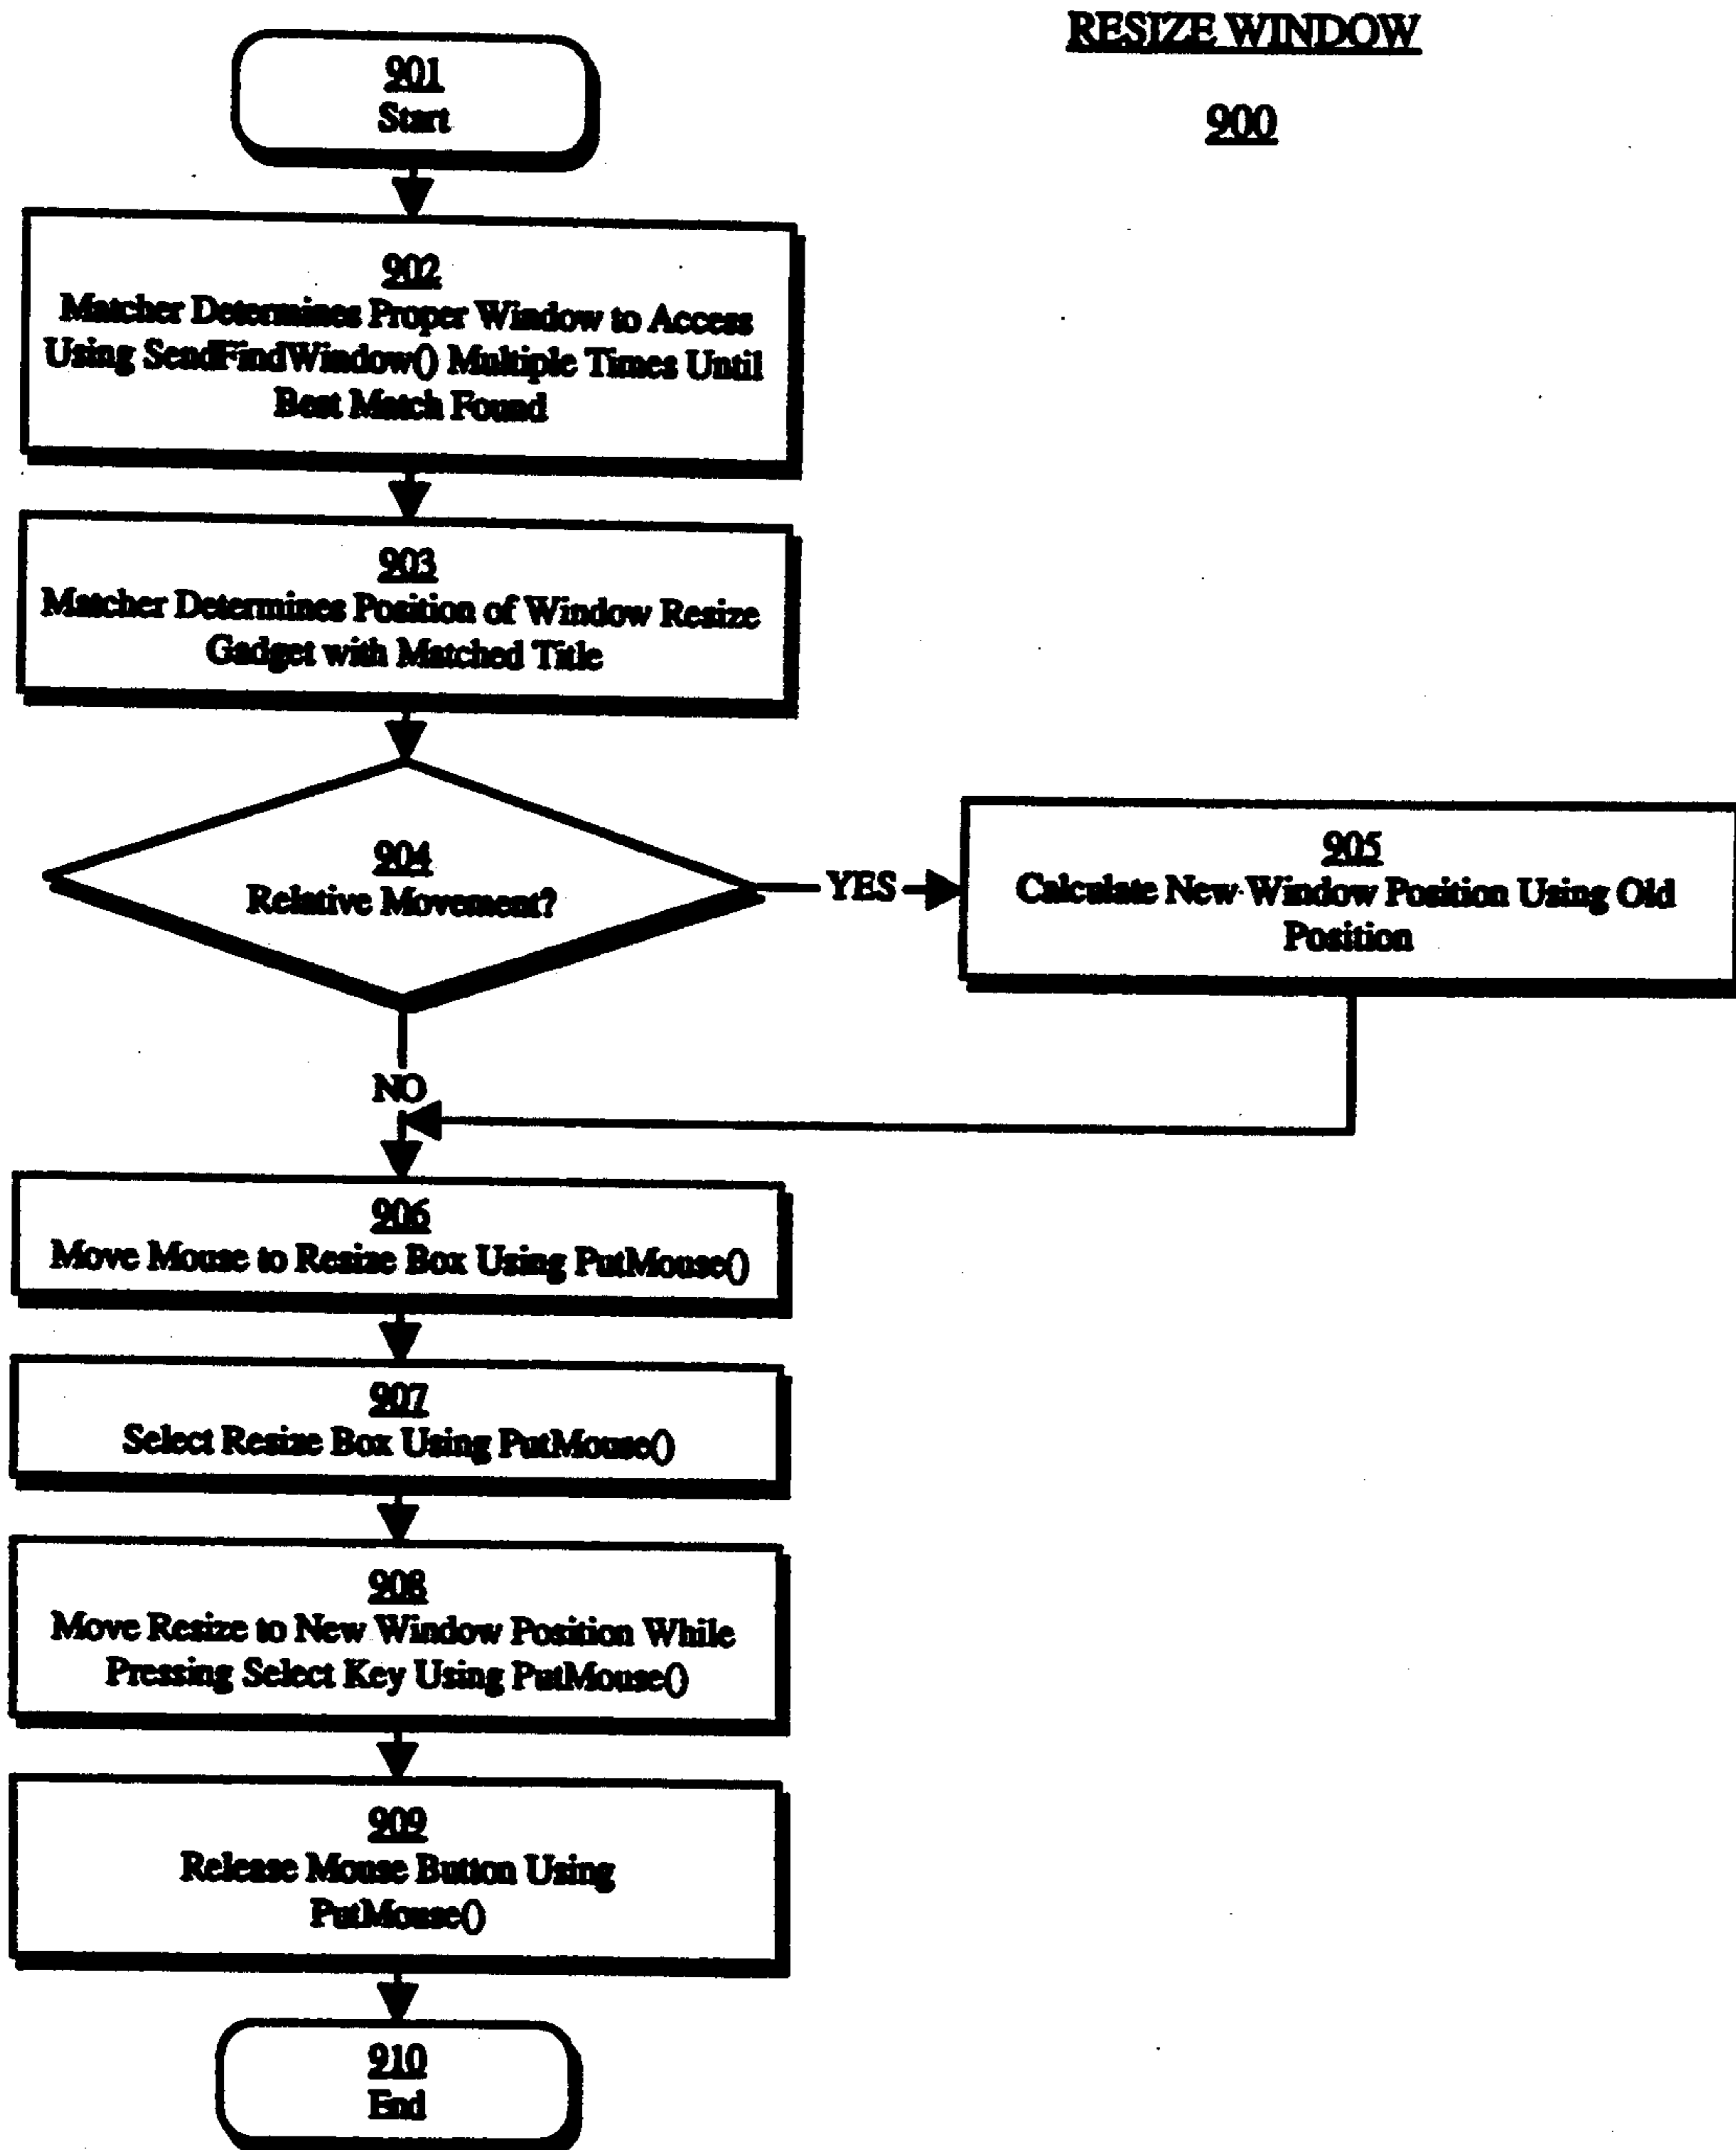 RESIZE WINDOW
900
901
Start
902
Matcher Determines Proper Window to Access
Using SendFindWindow() Multiple Times Until
Best Match Found
903
Matcher Determines Position of Window Resize
Gadget with Matched Title
904
Relative Movement?
YES
905
Calculate New Window Position Using Old
Position
NO
906
Move Mouse to Resize Box Using PutMouse()
907
Select Resize Box Using PutMouse()
908
Move Resize to New Window Position While
Pressing Select Key Using PutMouse()
909
Release Mouse Button Using
PutMouse()
910
End